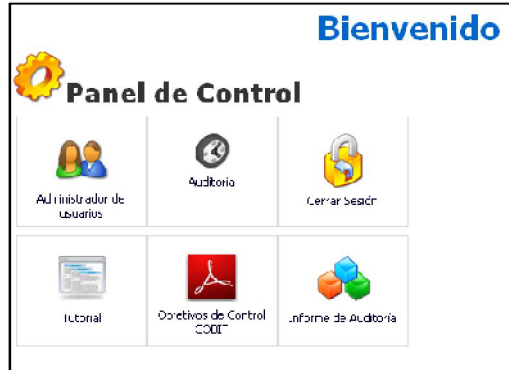 Bienvenido
Panel de Control
Administrador de
usuarios
Auditoria
Cerrar Sesión
Tutorial
Objetivos de Control
COBIT
Informe de Auditoría